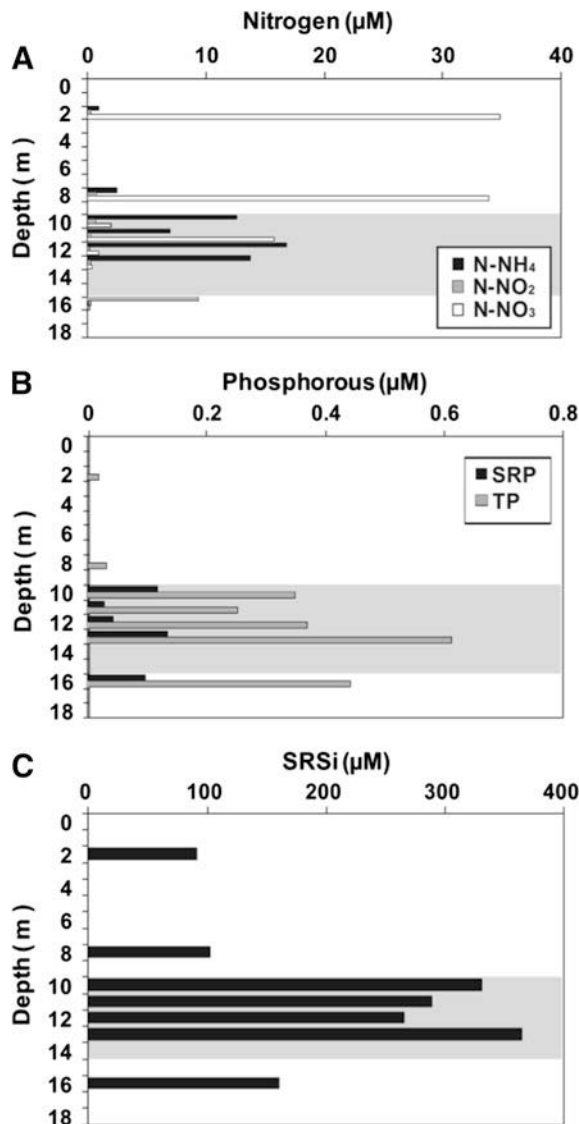 Nitrogen (µM)
A
0 10 20 30 40
Depth ( m )
0
2
4
6
8
10
12
14
16
18
N-NH₄
N-NO₂
N-NO₃
Phosphorous (µM)
B
0 0.2 0.4 0.6 0.8
Depth ( m )
0
2
4
6
8
10
12
14
16
18
SRP
TP
SRSi (µM)
C
0 100 200 300 400
Depth ( m )
0
2
4
6
8
10
12
14
16
18